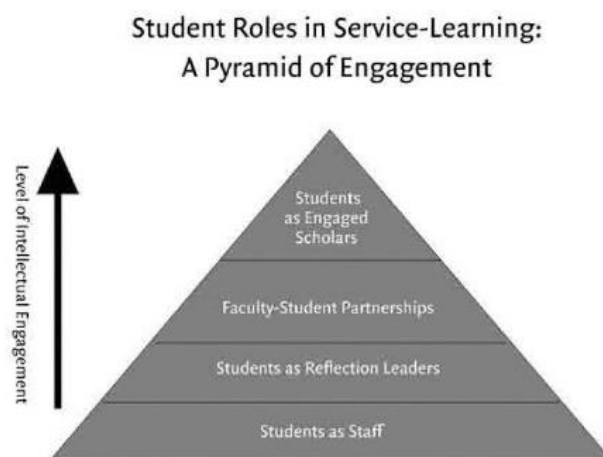 Student Roles in Service-Learning:
A Pyramid of Engagement
Level of Intellectual Engagement
Students
as Engaged
Scholars
Faculty-Student Partnerships
Students as Reflection Leaders
Students as Staff